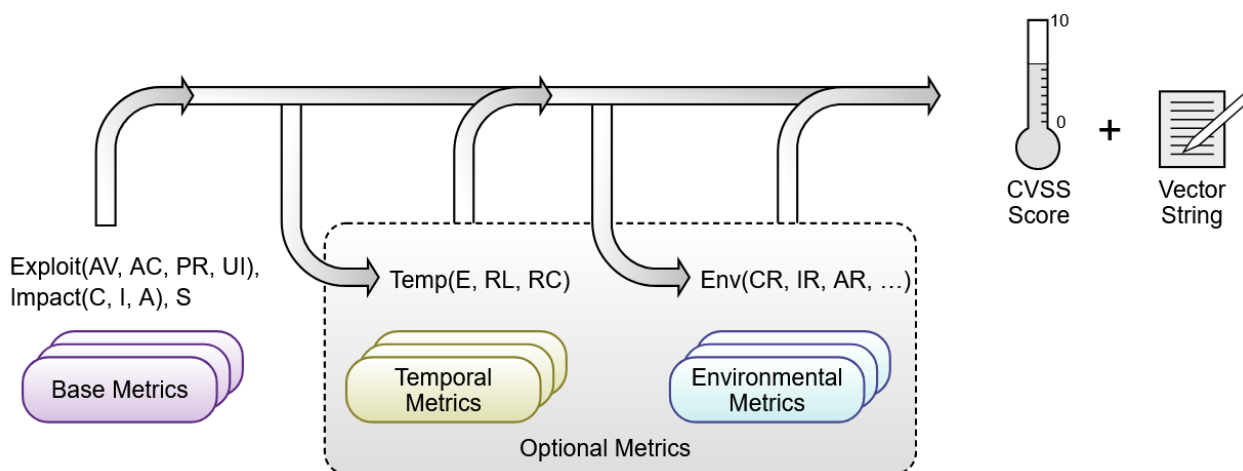 10
0
+
CVSS
Score
Vector
String
Exploit(AV, AC, PR, UI),
Impact(C, I, A), S
Temp(E, RL, RC)
Env(CR, IR, AR, …)
Base Metrics
Temporal
Metrics
Environmental
Metrics
Optional Metrics